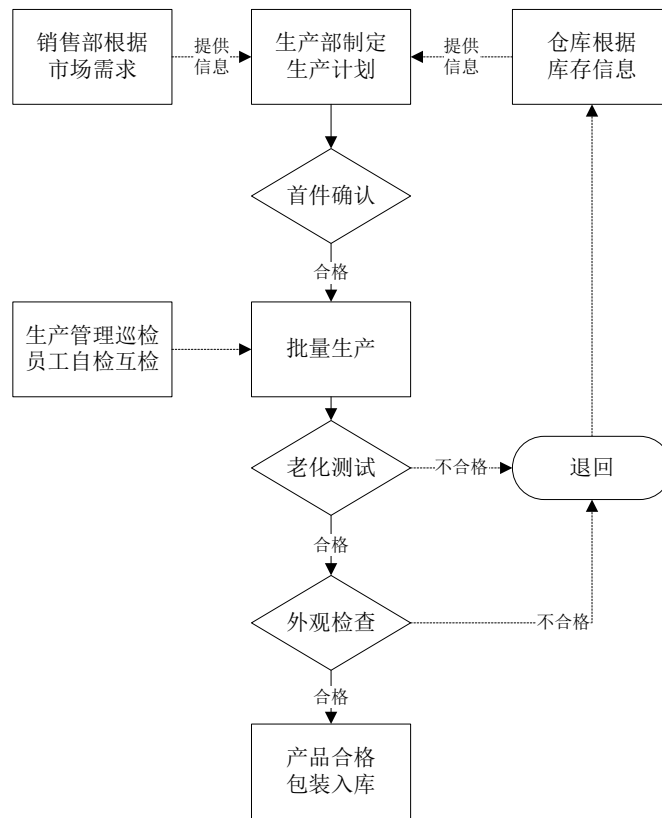 销售部根据
市场需求
提供
信息
生产部制定
生产计划
提供
信息
仓库根据
库存信息
首件确认
合格
生产管理巡检
员工自检互检
批量生产
老化测试
不合格
退回
合格
外观检查
不合格
合格
产品合格
包装入库